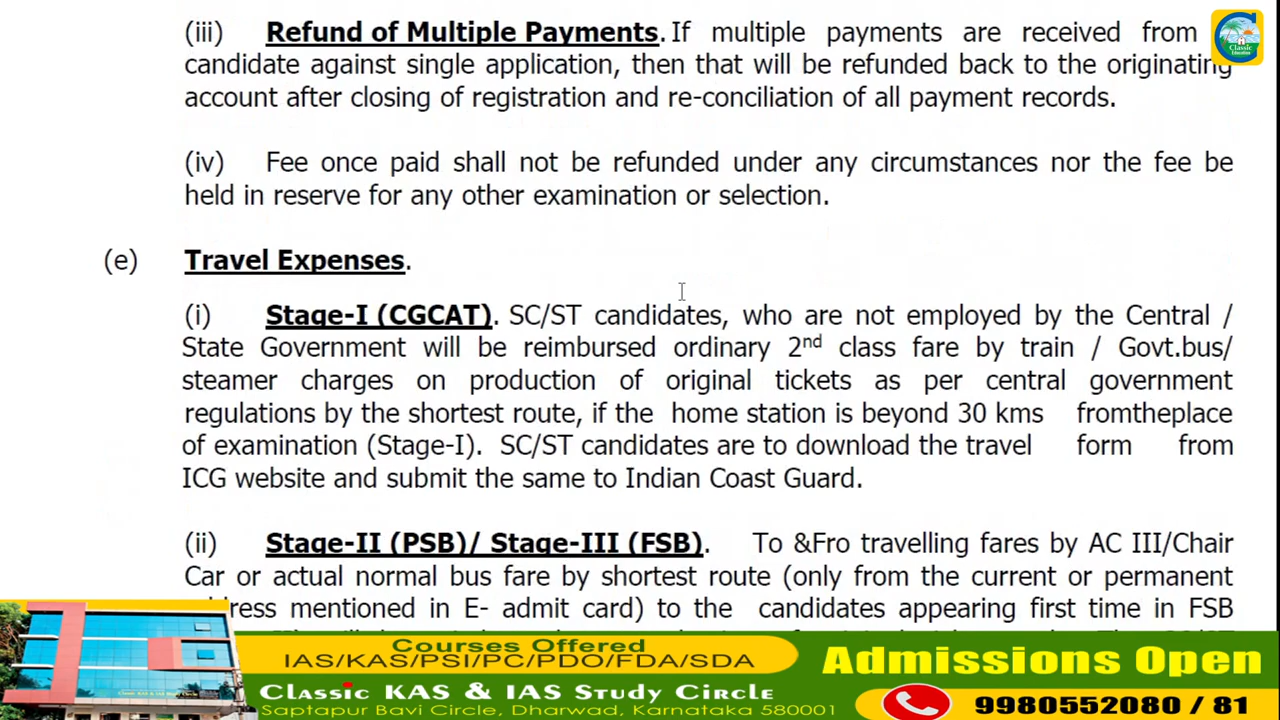 (iii) Refund of Multiple Payments. If multiple payments are received from
candidate against single application, then that will be refunded back to the originating
account after closing of registration and re-conciliation of all payment records.
(iv) Fee once paid shall not be refunded under any circumstances nor the fee be
held in reserve for any other examination or selection.
(e) Travel Expenses.
(i) Stage-I (CGCAT). SC/ST candidates, who are not employed by the Central /
State Government will be reimbursed ordinary 2nd class fare by train / Govt.bus/
steamer charges on production of original tickets as per central government
regulations by the shortest route, if the home station is beyond 30 kms fromtheplace
of examination (Stage-I). SC/ST candidates are to download the travel form from
ICG website and submit the same to Indian Coast Guard.
(ii) Stage-II (PSB)/ Stage-III (FSB). To &Fro travelling fares by AC III/Chair
Car or actual normal bus fare by shortest route (only from the current or permanent
mentioned in E- admit card) to the candidates appearing first time in FSB
Classic
Education
Courses Offered
IAS/KAS/PSI/PC/PDO/FDA/SDA
Classic KAS & IAS Study Circle
Saptapur Bavi Circle, Dharwad, Karnataka 580001
Admissions Open
9980552080 / 81